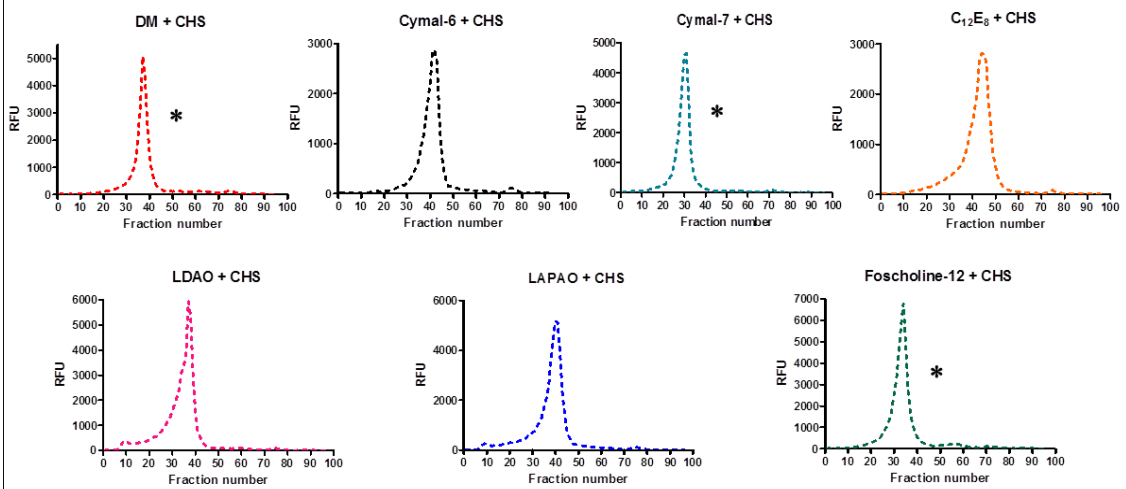 DM + CHS
RFU
5000
4000
3000
2000
1000
0
*
0 10 20 30 40 50 60 70 80 90 100
Fraction number
Cymal-6 + CHS
RFU
3000
2000
1000
0
0 10 20 30 40 50 60 70 80 90 100
Fraction number
Cymal-7 + CHS
RFU
5000
4000
3000
2000
1000
0
*
0 10 20 30 40 50 60 70 80 90 100
Fraction number
C₁₂E₈ + CHS
RFU
3000
2000
1000
0
0 10 20 30 40 50 60 70 80 90 100
Fraction number
LDAO + CHS
RFU
6000
5000
4000
3000
2000
1000
0
0 10 20 30 40 50 60 70 80 90 100
Fraction number
LAPAO + CHS
RFU
6000
4000
2000
0
0 10 20 30 40 50 60 70 80 90 100
Fraction number
Foscholine-12 + CHS
RFU
7000
6000
5000
4000
3000
2000
1000
0
*
0 10 20 30 40 50 60 70 80 90 100
Fraction number